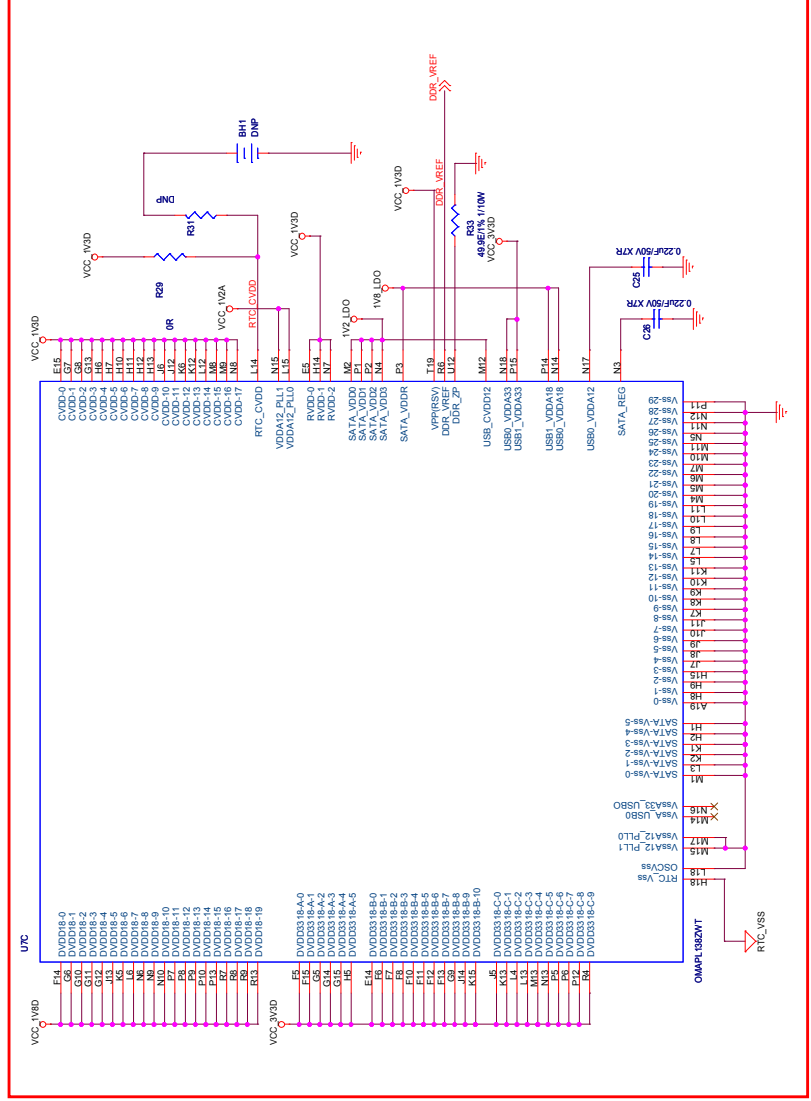 U7C
VCC_1V8D
F14 DVDD18-0
G6 DVDD18-1
G10 DVDD18-2
G11 DVDD18-3
G12 DVDD18-4
J13 DVDD18-5
K5 DVDD18-6
L6 DVDD18-7
N6 DVDD18-8
N9 DVDD18-9
N10 DVDD18-10
P7 DVDD18-11
P8 DVDD18-12
P9 DVDD18-13
P10 DVDD18-14
P13 DVDD18-15
R7 DVDD18-16
R8 DVDD18-17
R9 DVDD18-18
R13 DVDD18-19
VCC_3V3D
F5 DVDD3318-A-0
F15 DVDD3318-A-1
G5 DVDD3318-A-2
G14 DVDD3318-A-3
G15 DVDD3318-A-4
H5 DVDD3318-A-5
E14 DVDD3318-B-0
F6 DVDD3318-B-1
F7 DVDD3318-B-2
F8 DVDD3318-B-3
F10 DVDD3318-B-4
F11 DVDD3318-B-5
F12 DVDD3318-B-6
F13 DVDD3318-B-7
G9 DVDD3318-B-8
J14 DVDD3318-B-9
K15 DVDD3318-B-10
J5 DVDD3318-C-0
K13 DVDD3318-C-1
L4 DVDD3318-C-2
L13 DVDD3318-C-3
M13 DVDD3318-C-4
N13 DVDD3318-C-5
P5 DVDD3318-C-6
P6 DVDD3318-C-7
P12 DVDD3318-C-8
R4 DVDD3318-C-9
OMAPL138ZWT
VCC_1V3D
CVDD-0 E15
CVDD-1 G7
CVDD-2 G8
CVDD-3 G13
CVDD-4 H6
CVDD-5 H7
CVDD-6 H10
CVDD-7 H11
CVDD-8 H12
CVDD-9 H13
CVDD-10 J6
CVDD-11 J12
CVDD-12 K6
CVDD-13 K12
CVDD-14 L12
CVDD-15 M8
CVDD-16 M9
CVDD-17 N8
RTC_CVDD L14
RTC_CVDD
VCC_1V3D
R29
0R
R31
DNP
BH1
DNP
VCC_1V2A
VDDA12_PLL1 N15
VDDA12_PLL0 L15
VCC_1V3D
RVDD-0 E5
RVDD-1 H14
RVDD-2 N7
1V2_LDO
SATA_VDD0 M2
SATA_VDD1 P1
SATA_VDD2 P2
SATA_VDD3 N4
1V8_LDO
SATA_VDDR P3
VCC_1V3D
VPP(RSV) T19
DDR_VREF R6
DDR_VREF
DDR_VREF
DDR_ZP U12
R33
49.9E/1% 1/10W
USB_CVDD12 M12
VCC_3V3D
USB0_VDDA33 N18
USB1_VDDA33 P15
USB1_VDDA18 P14
USB0_VDDA18 N14
USB0_VDDA12 N17
C25
0.22uF/50V X7R
SATA_REG N3
C26
0.22uF/50V X7R
Vss-29 P11
Vss-28 N12
Vss-27 N11
Vss-26 N5
Vss-25 M11
Vss-24 M10
Vss-23 M7
Vss-22 M6
Vss-21 M5
Vss-20 M4
Vss-19 L11
Vss-18 L10
Vss-17 L9
Vss-16 L8
Vss-15 L7
Vss-14 L5
Vss-13 K11
Vss-12 K10
Vss-11 K9
Vss-10 K8
Vss-9 K7
Vss-8 J11
Vss-7 J10
Vss-6 J9
Vss-5 J8
Vss-4 J7
Vss-3 H15
Vss-2 H9
Vss-1 H8
Vss-0 A19
SATA-Vss-5 H1
SATA-Vss-4 H2
SATA-Vss-3 K1
SATA-Vss-2 K2
SATA-Vss-1 L3
SATA-Vss-0 M1
VssA33_USB0 N16
VssA_USB0 M14
VssA12_PLL0 M17
VssA12_PLL1 M15
OSCVss L18
RTC_Vss H18
RTC_VSS